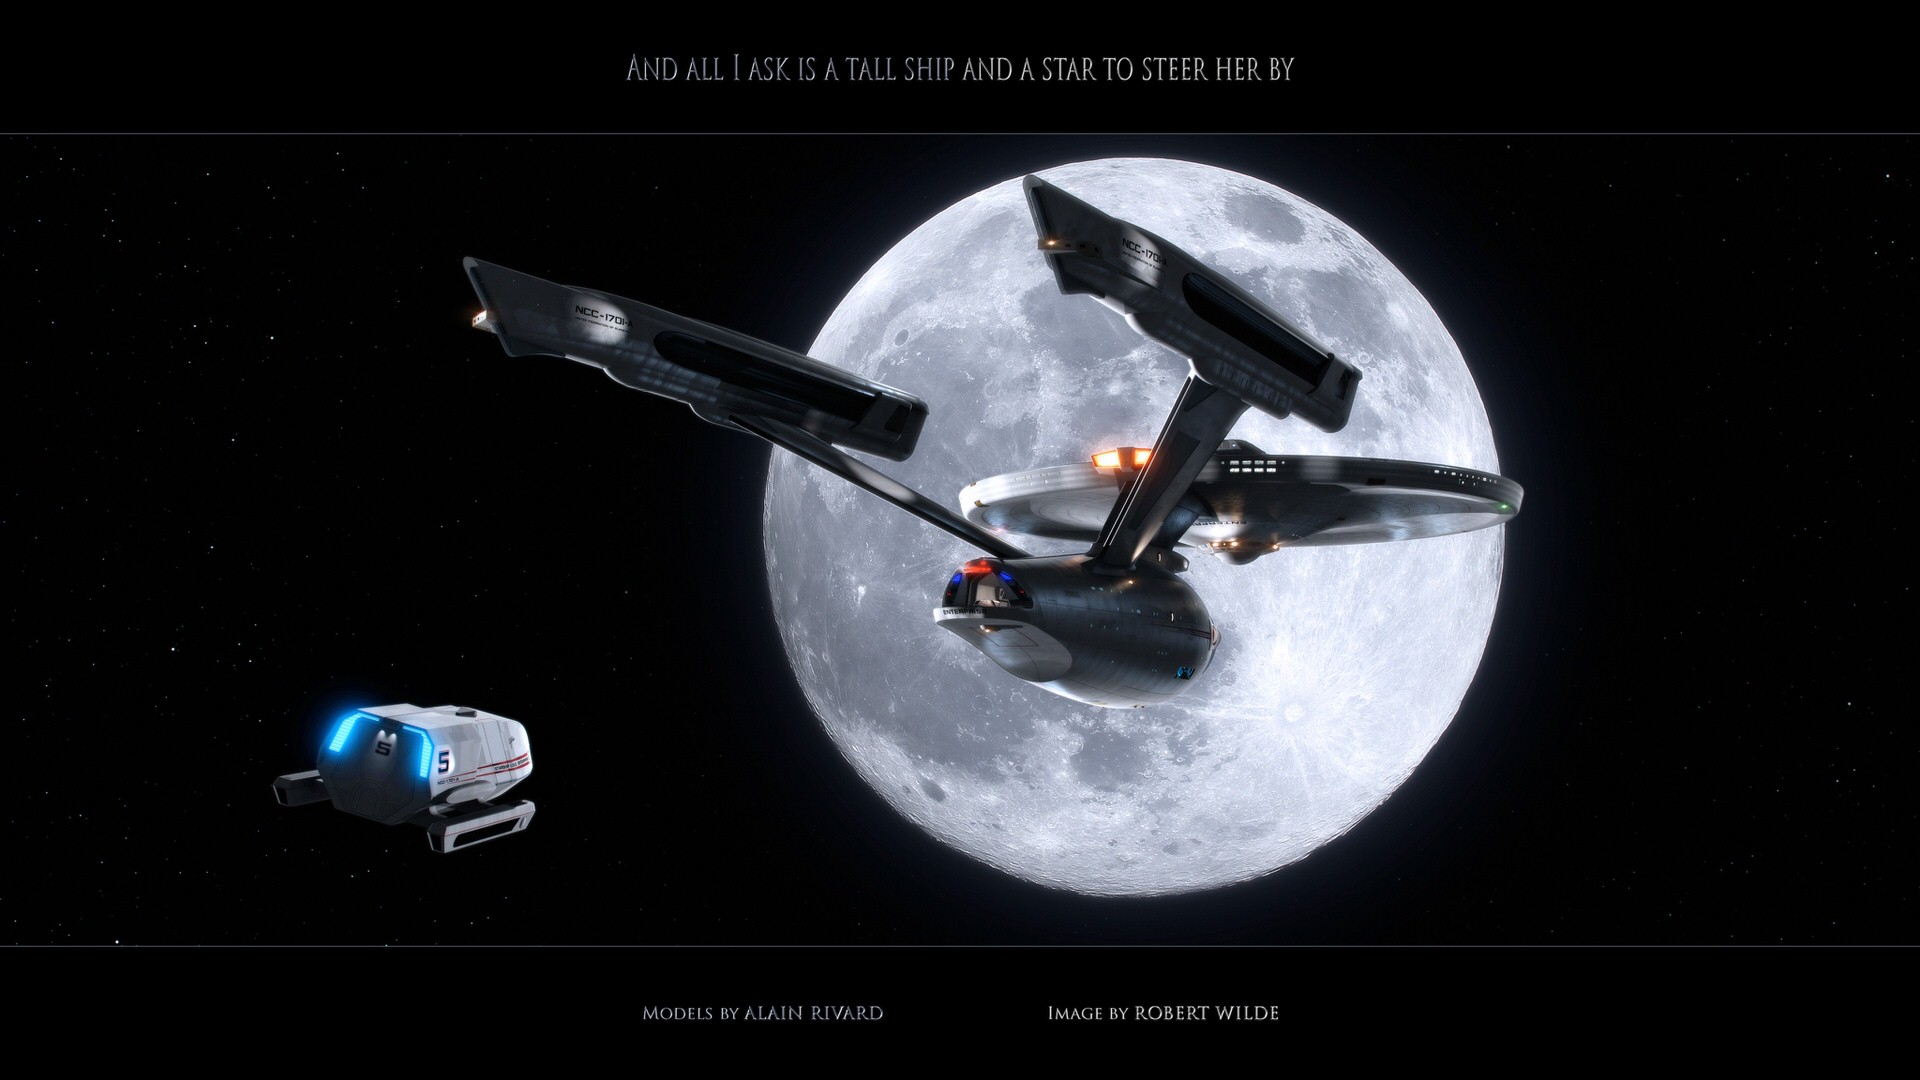 AND ALL I ASK IS A TALL SHIP AND A STAR TO STEER HER BY
NCC-1701-A
NCC-1701-A
ENTERPRISE
5
5
MODELS BY ALAIN RIVARD
IMAGE BY ROBERT WILDE